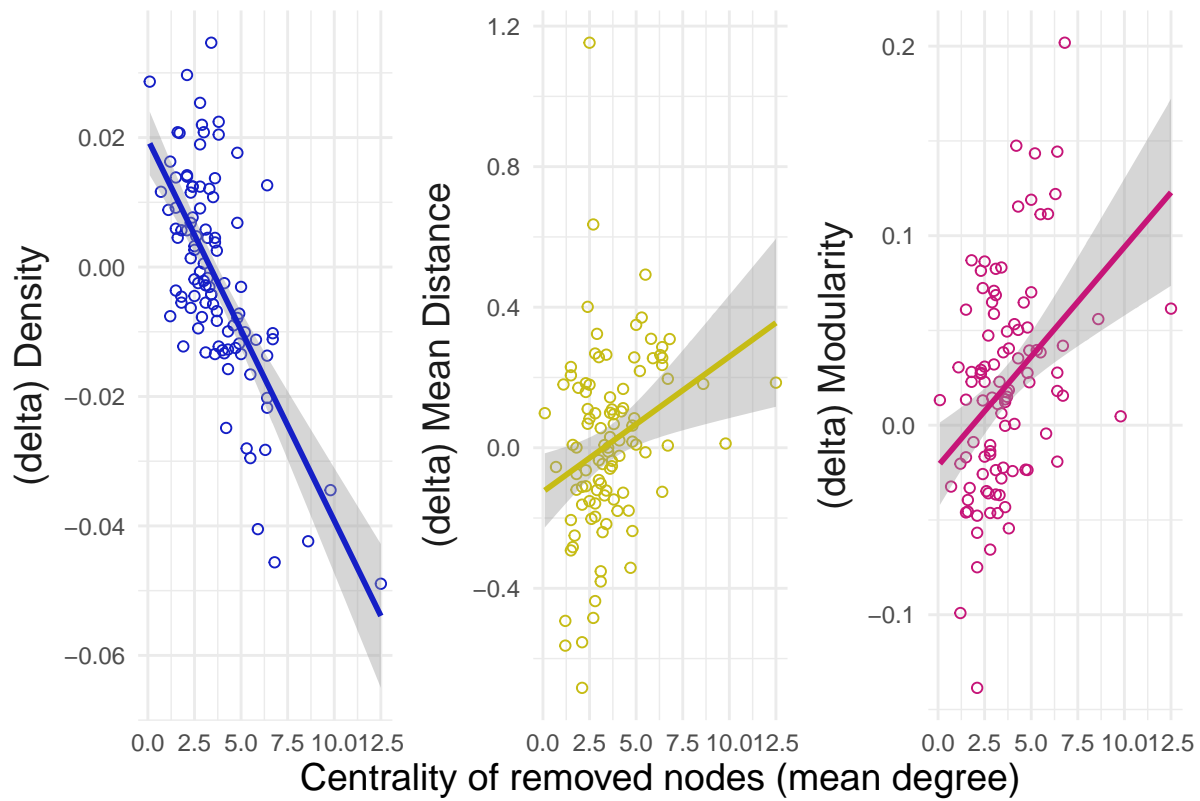 (delta) Density
0.02
0.00
−0.02
−0.04
−0.06
0.0 2.5 5.0 7.5 10.0 12.5
(delta) Mean Distance
1.2
0.8
0.4
0.0
−0.4
0.0 2.5 5.0 7.5 10.0 12.5
(delta) Modularity
0.2
0.1
0.0
−0.1
0.0 2.5 5.0 7.5 10.0 12.5
Centrality of removed nodes (mean degree)